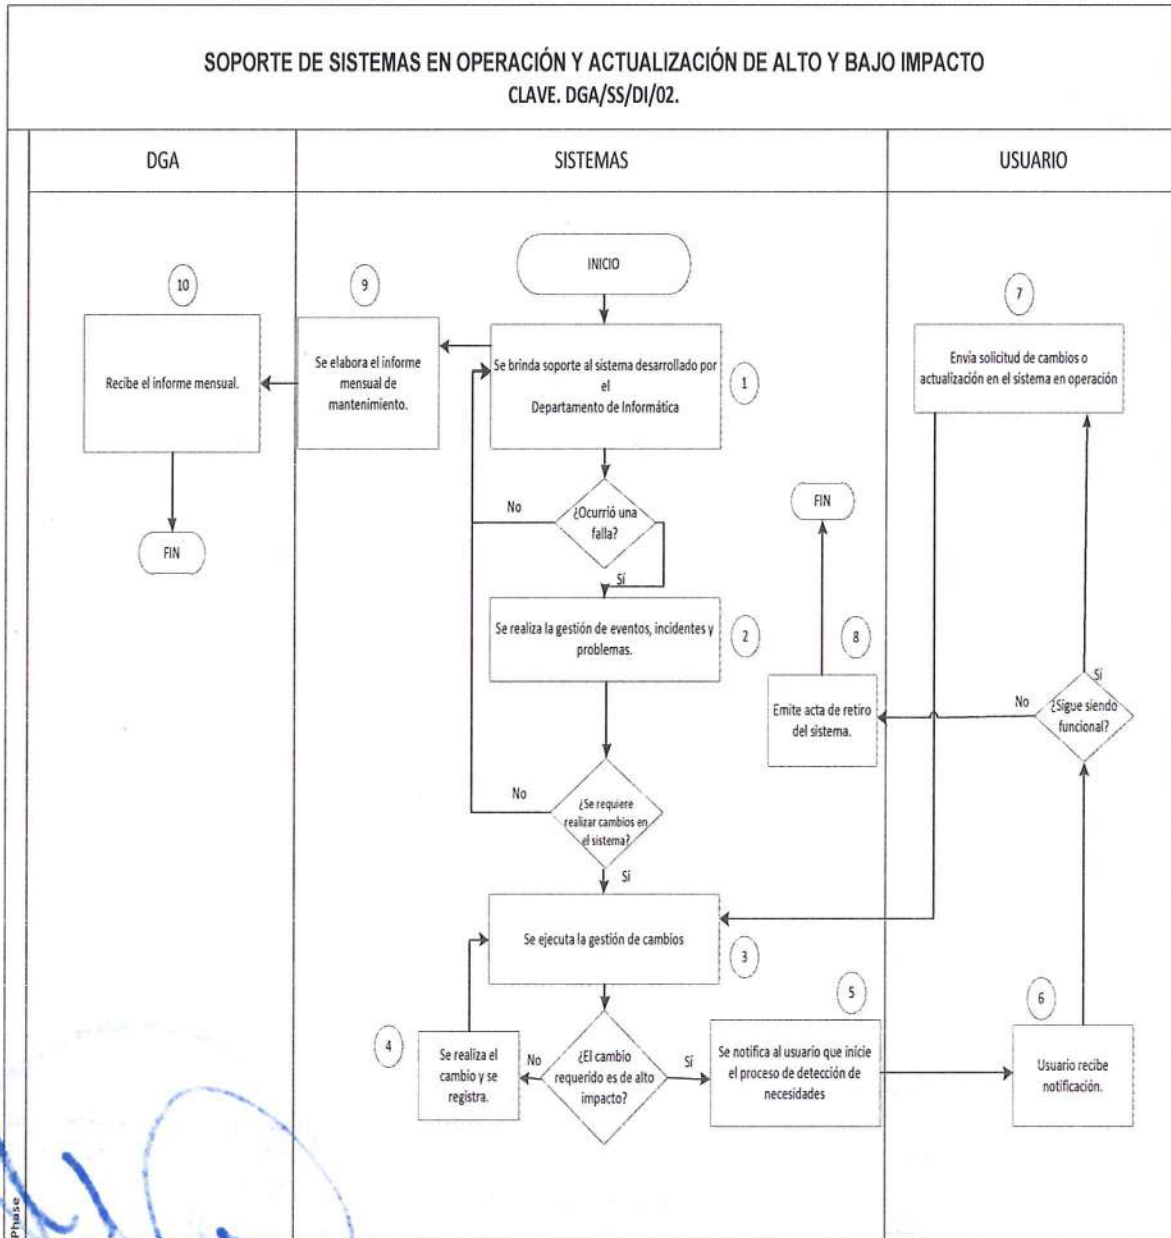 SOPORTE DE SISTEMAS EN OPERACIÓN Y ACTUALIZACIÓN DE ALTO Y BAJO IMPACTO
CLAVE. DGA/SS/DI/02.
DGA
SISTEMAS
USUARIO
INICIO
10
9
7
Recibe el informe mensual.
Se elabora el informe
mensual de
mantenimiento.
Se brinda soporte al sistema desarrollado por
el
Departamento de Informática
1
Envía solicitud de cambios o
actualización en el sistema en operación
No
¿Ocurrió una
falla?
Sí
FIN
FIN
Se realiza la gestión de eventos, incidentes y
problemas.
2
8
Emite acta de retiro
del sistema.
No
¿Sigue siendo
funcional?
Sí
No
¿Se requiere
realizar cambios en
el sistema?
Sí
Se ejecuta la gestión de cambios
3
4
Se realiza el
cambio y se
registra.
No
¿El cambio
requerido es de alto
impacto?
Sí
5
Se notifica al usuario que inicie
el proceso de detección de
necesidades
6
Usuario recibe
notificación.
Phase